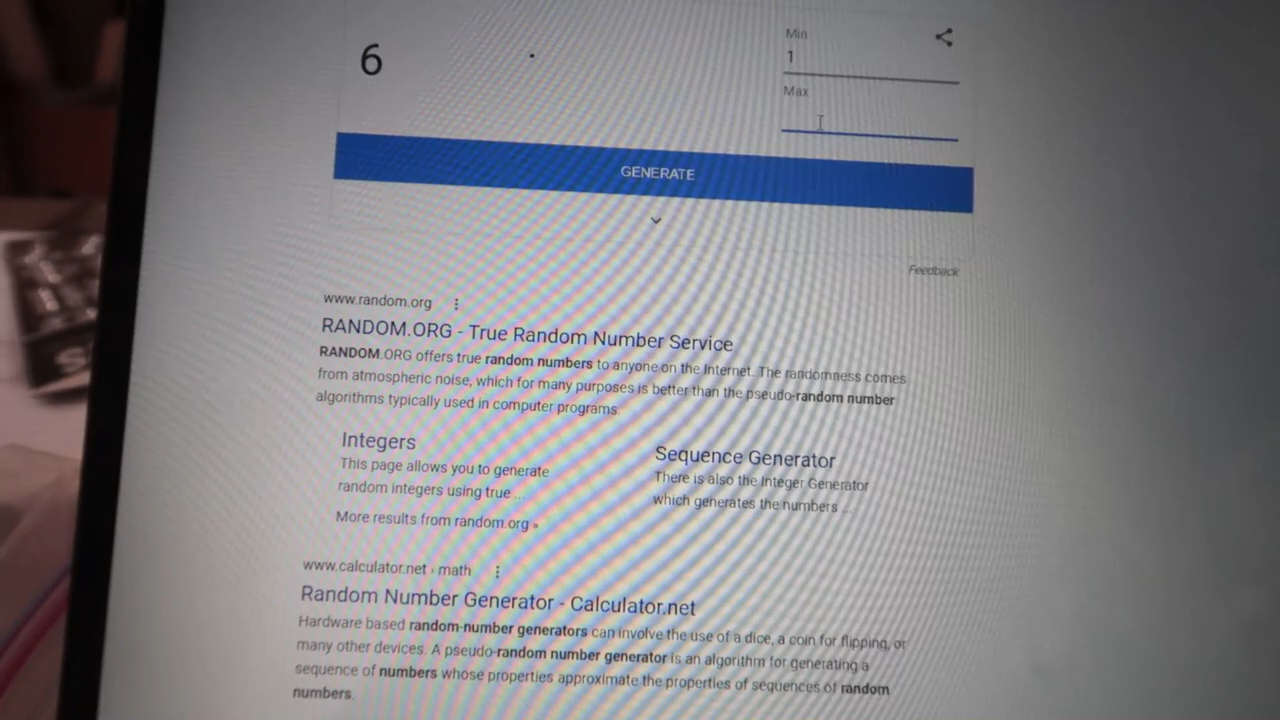 Min
6
1
Max
GENERATE
Feedback
www.random.org
RANDOM.ORG - True Random Number Service
RANDOM.ORG offers true random numbers to anyone on the Internet. The randomness comes
from atmospheric noise, which for many purposes is better than the pseudo-random number
algorithms typically used in computer programs.
Integers
This page allows you to generate
random integers using true ...
More results from random.org »
Sequence Generator
There is also the Integer Generator
which generates the numbers ...
www.calculator.net › math
Random Number Generator - Calculator.net
Hardware based random-number generators can involve the use of a dice, a coin for flipping, or
many other devices. A pseudo-random number generator is an algorithm for generating a
sequence of numbers whose properties approximate the properties of sequences of random
numbers.